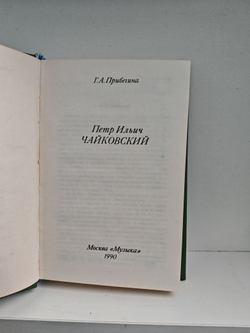 Г.А.Прибегина
Петр Ильич
ЧАЙКОВСКИЙ
Москва «Музыка»
1990